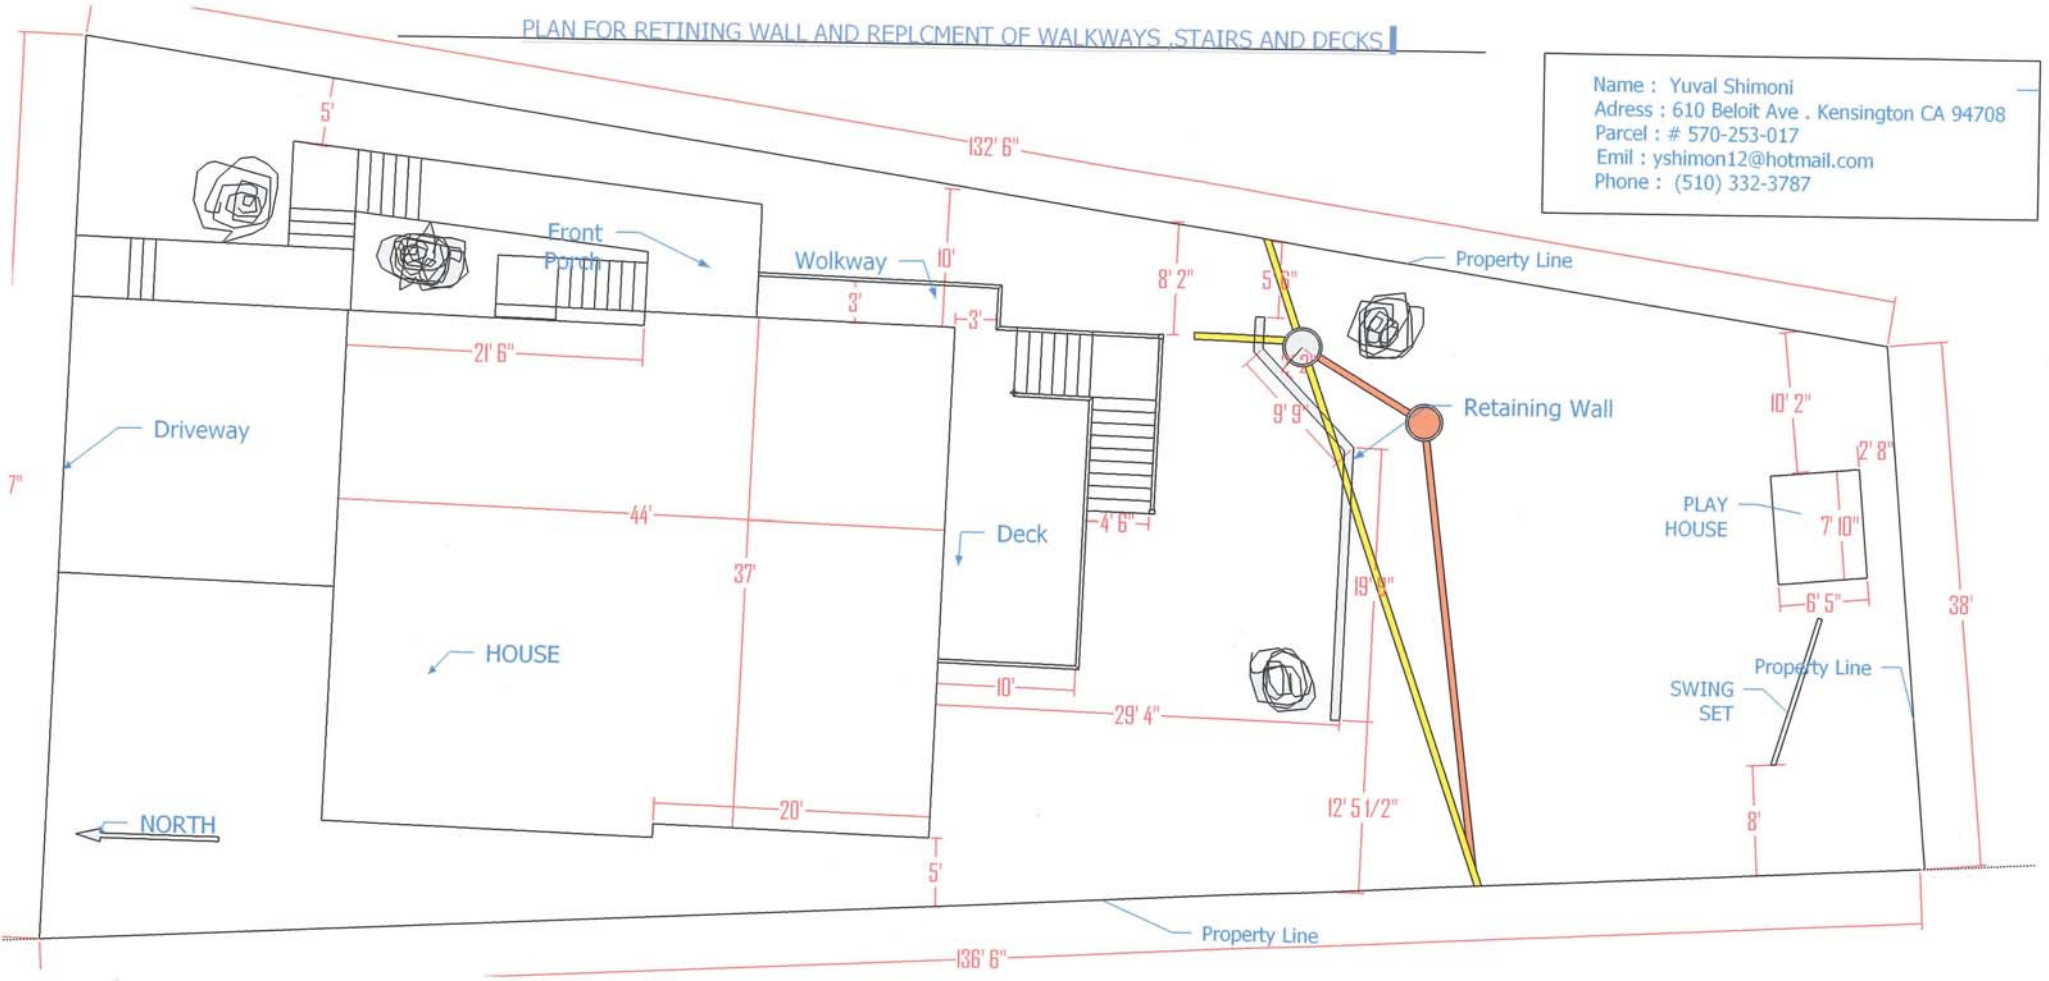 PLAN FOR RETINING WALL AND REPLCMENT OF WALKWAYS ,STAIRS AND DECKS
Name : Yuval Shimoni
Adress : 610 Beloit Ave . Kensington CA 94708
Parcel : # 570-253-017
Emil : yshimon12@hotmail.com
Phone : (510) 332-3787
5'
132' 6"
Front
Porch
Wolkway
10'
8' 2"
5' 6"
Property Line
3'
3'
21' 6"
2' 2"
9' 9"
Retaining Wall
10' 2"
2' 8"
Driveway
7"
44'
Deck
4' 6"
PLAY
HOUSE
7' 10"
37'
19' 9"
6' 5"
38'
HOUSE
10'
29' 4"
Property Line
SWING
SET
NORTH
20'
12' 5 1/2"
8'
5'
Property Line
136' 6"